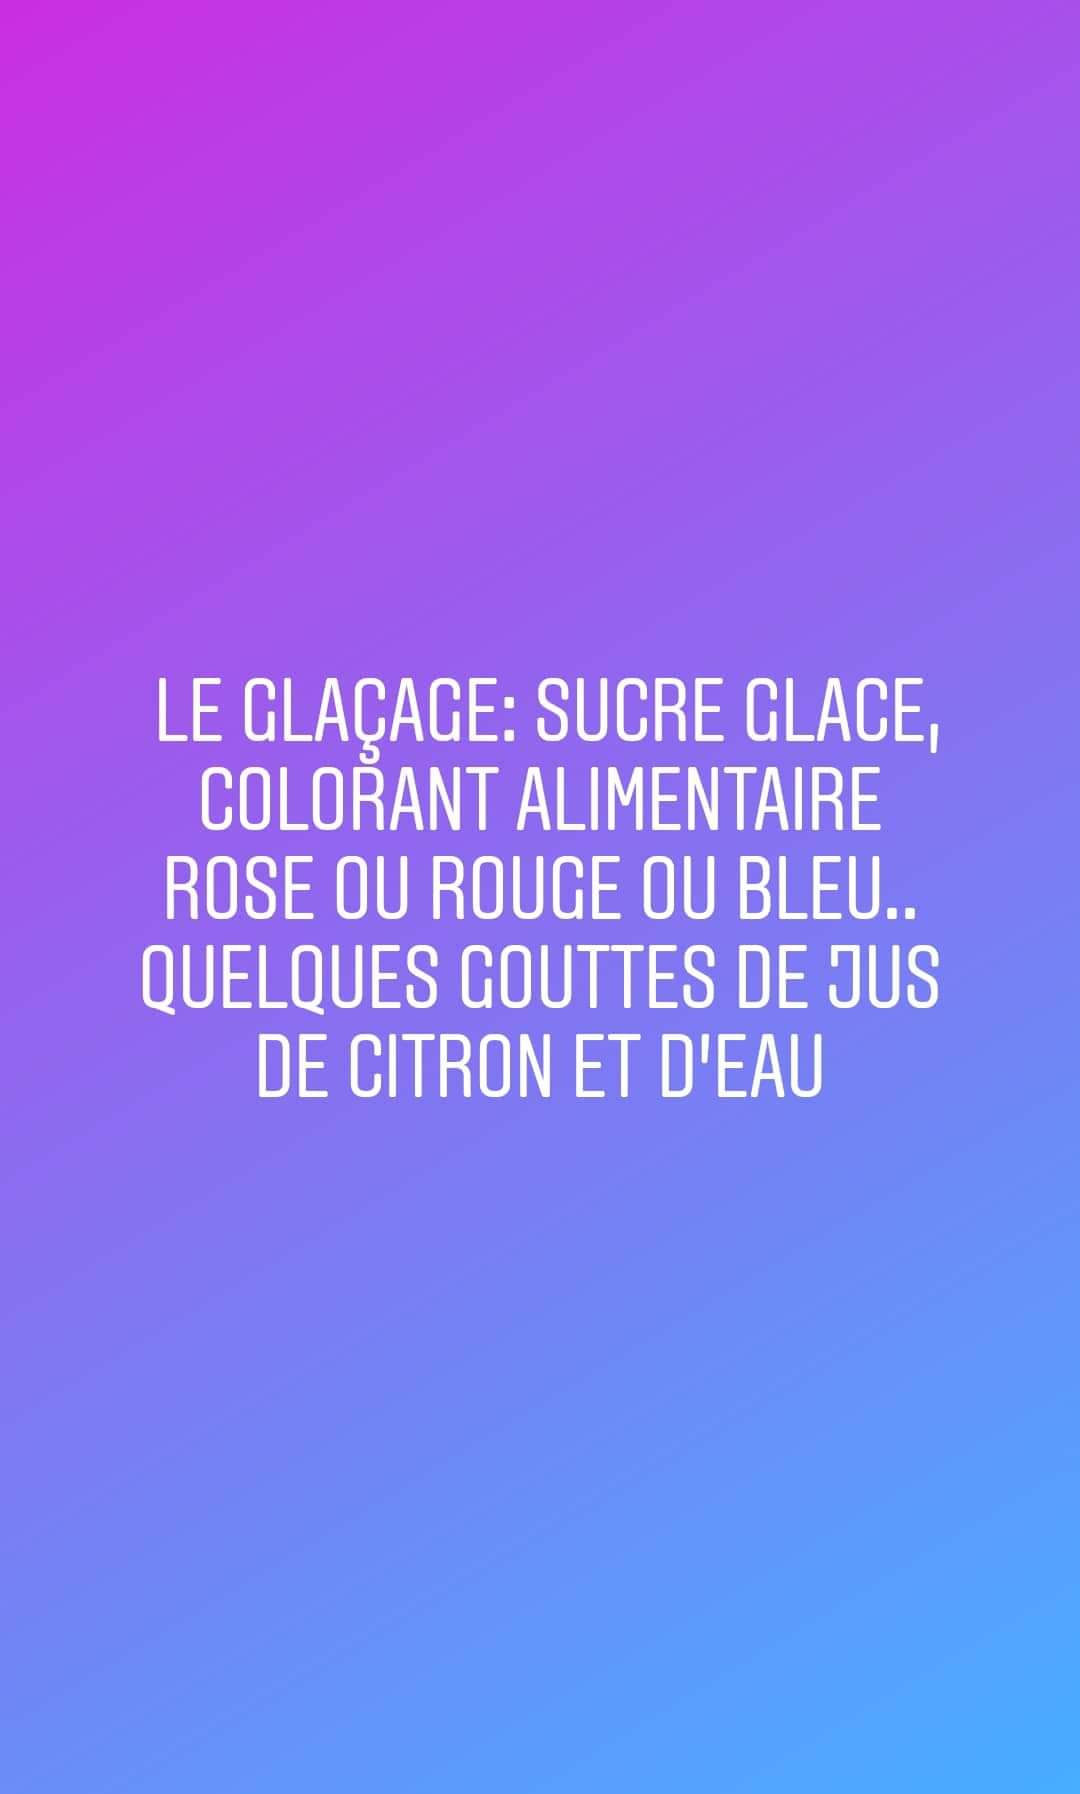 LE GLAÇAGE: SUCRE GLACE,
COLORANT ALIMENTAIRE
ROSE OU ROUGE OU BLEU..
QUELQUES GOUTTES DE JUS
DE CITRON ET D'EAU